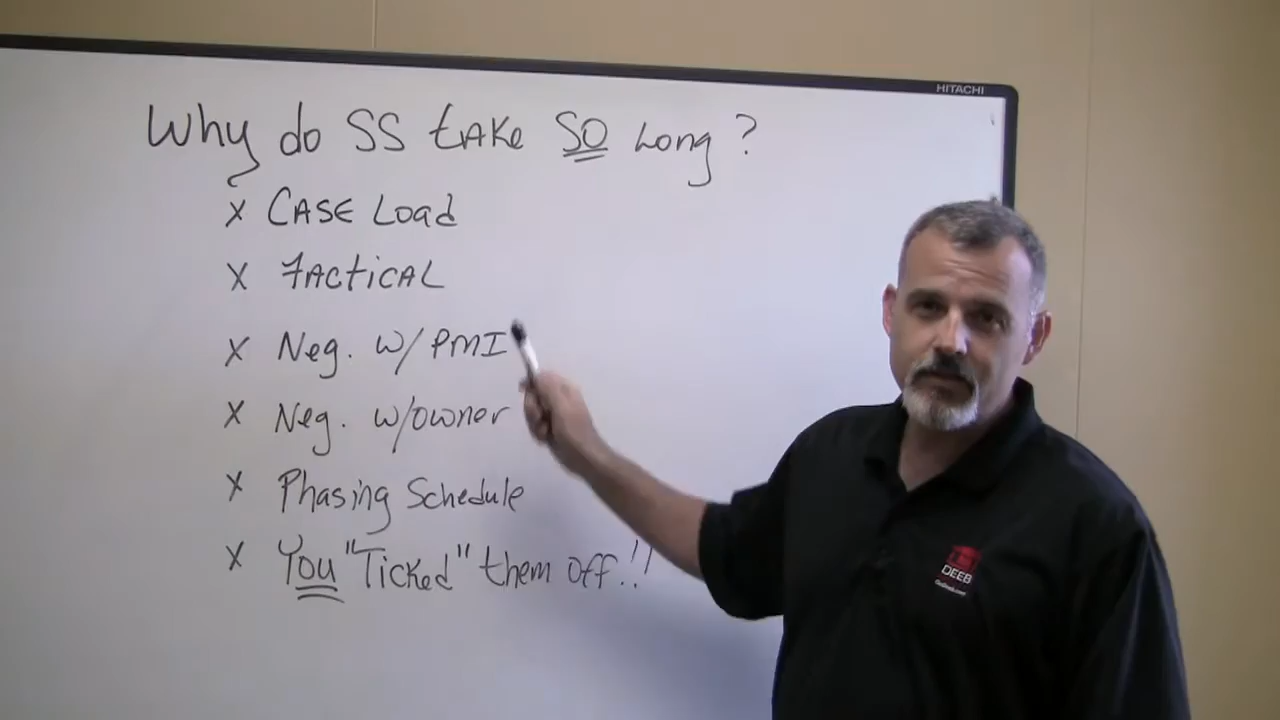 HITACHI
Why do SS take SO Long?
x Case Load
x Tactical
x Neg. w/ PMI
x Neg. w/owner
x Phasing Schedule
x You "Ticked" them off!!
DEEB